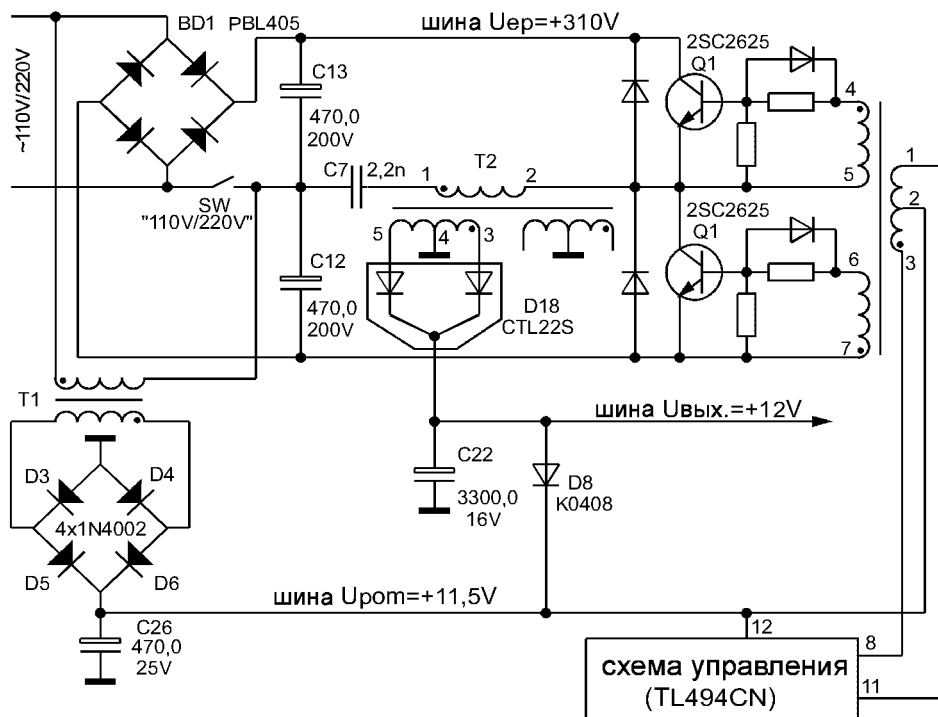 BD1 PBL405
шина Uep=+310V
2SC2625
Q1
~110V/220V
C13
470,0
200V
4
5
C7 2,2n
1
T2
2
SW
"110V/220V"
1
2
3
5
4
3
2SC2625
Q1
C12
470,0
200V
D18
CTL22S
6
7
T1
шина Uвых.=+12V
C22
3300,0
16V
D8
K0408
D3
D4
4x1N4002
D5
D6
шина Upom=+11,5V
C26
470,0
25V
12
8
11
схема управления
(TL494CN)